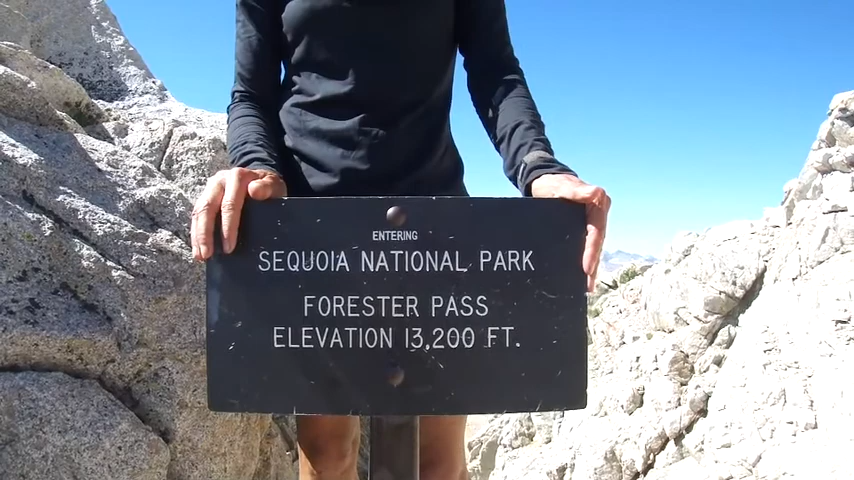 ENTERING
SEQUOIA NATIONAL PARK
FORESTER PASS
ELEVATION 13,200 FT.